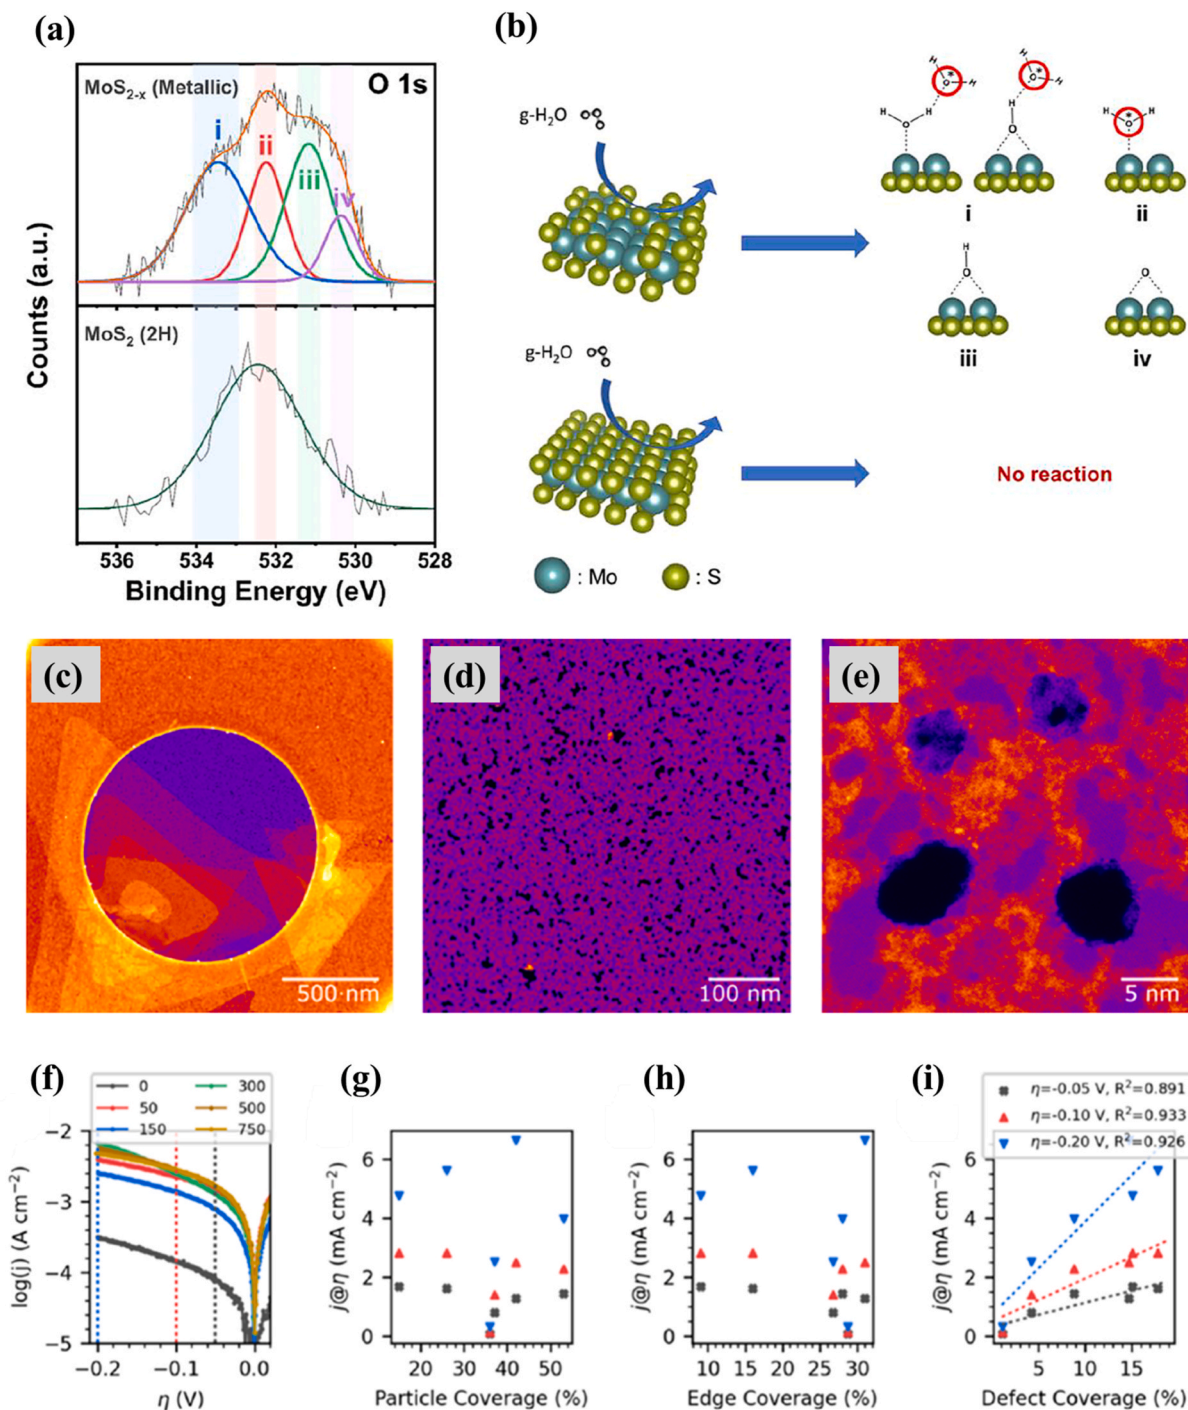 (a)
MoS2-x (Metallic)
O 1s
i
ii
iii
iv
MoS2 (2H)
Counts (a.u.)
536
534
532
530
528
Binding Energy (eV)
(b)
g-H2O
H
H
O
*
H
H
O
H
H
O
*
H
O
H
H
O
*
i
ii
H
O
O
iii
iv
g-H2O
No reaction
: Mo
: S
(c)
500 nm
(d)
100 nm
(e)
5 nm
(f)
0
50
150
300
500
750
−2
−3
−4
−5
log(j) (A cm−2)
−0.2
−0.1
0.0
η (V)
(g)
6
4
2
0
j@η (mA cm−2)
20
30
40
50
Particle Coverage (%)
(h)
6
4
2
0
j@η (mA cm−2)
10
15
20
25
30
Edge Coverage (%)
(i)
η=-0.05 V, R2=0.891
η=-0.10 V, R2=0.933
η=-0.20 V, R2=0.926
6
4
2
0
j@η (mA cm−2)
5
10
15
Defect Coverage (%)